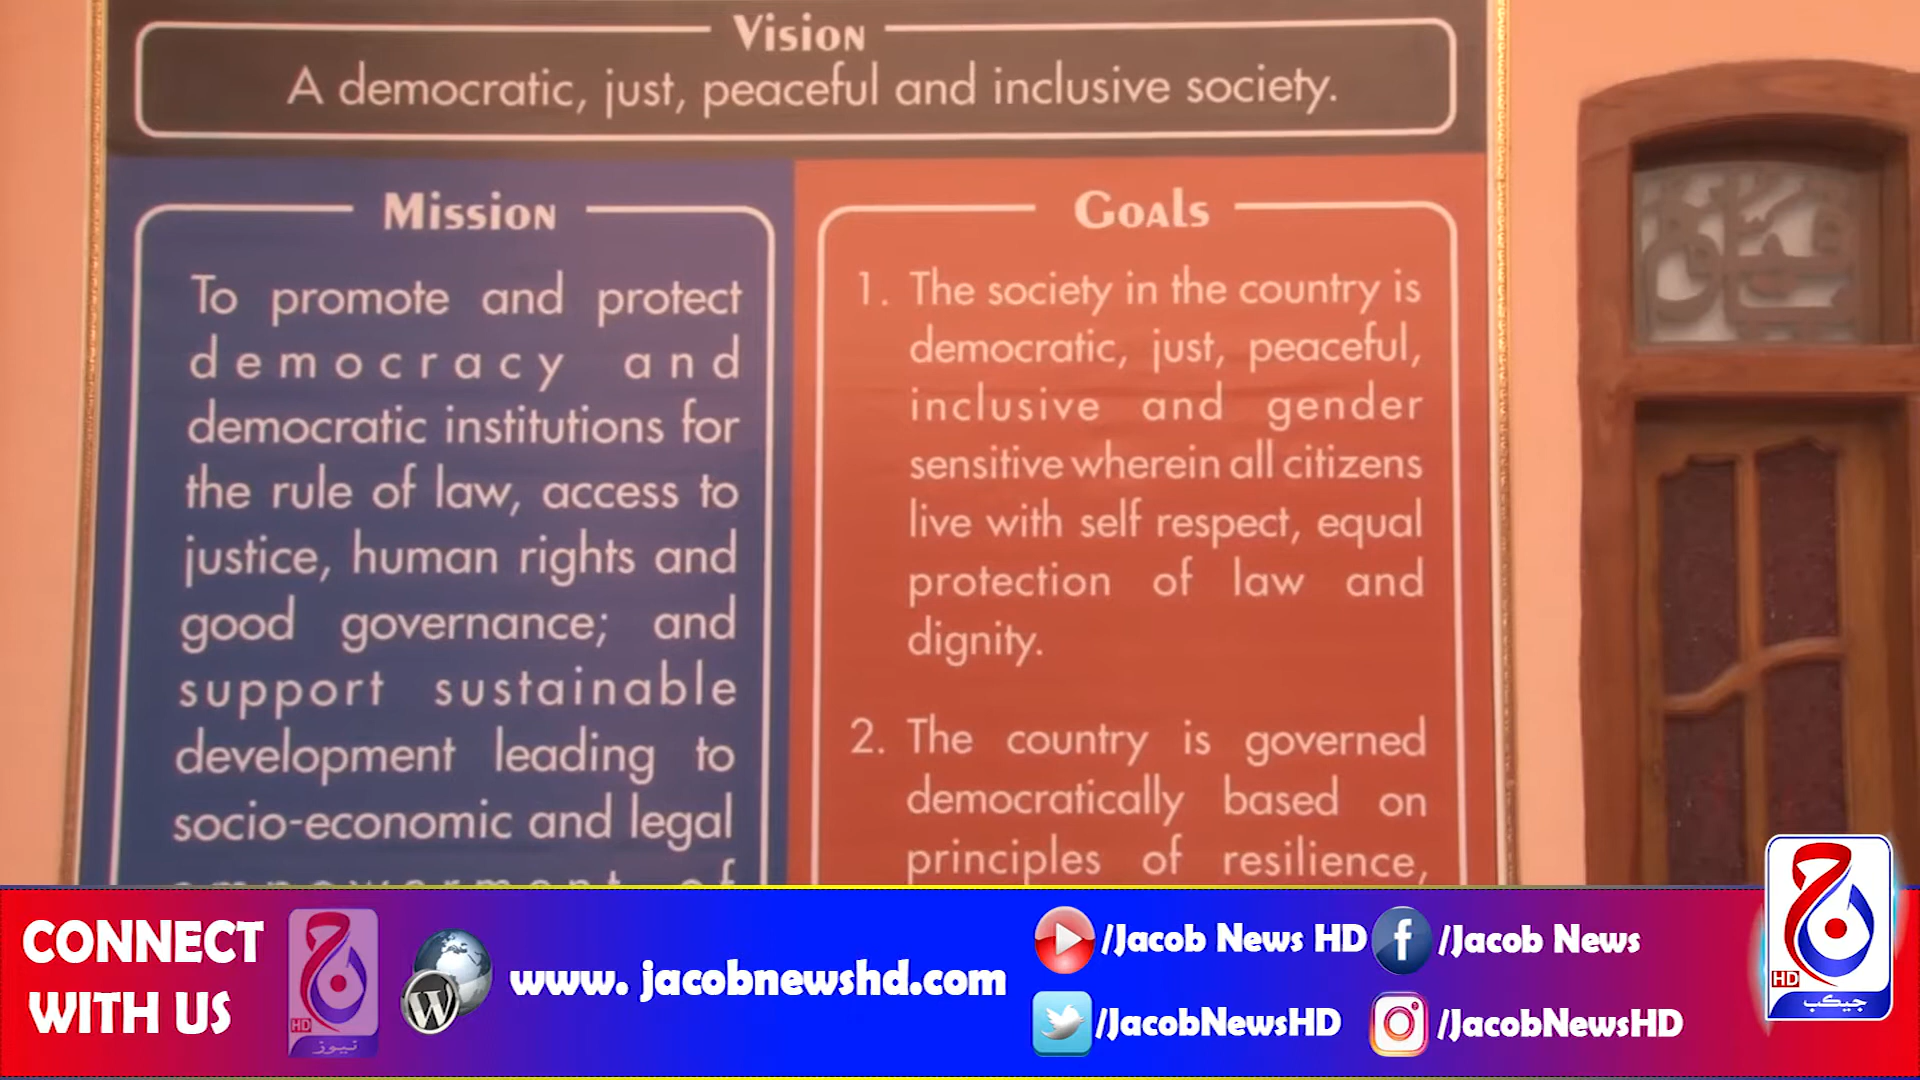 Vision
A democratic, just, peaceful and inclusive society.
Mission
To promote and protect
democracy and
democratic institutions for
the rule of law, access to
justice, human rights and
good governance; and
support sustainable
development leading to
socio-economic and legal
empowerment of
Goals
1. The society in the country is
democratic, just, peaceful,
inclusive and gender
sensitive wherein all citizens
live with self respect, equal
protection of law and
dignity.
2. The country is governed
democratically based on
principles of resilience,
CONNECT
WITH US
HD
نیوز
www. jacobnewshd.com
/Jacob News HD
/Jacob News
/JacobNewsHD
/JacobNewsHD
HD
جیکب